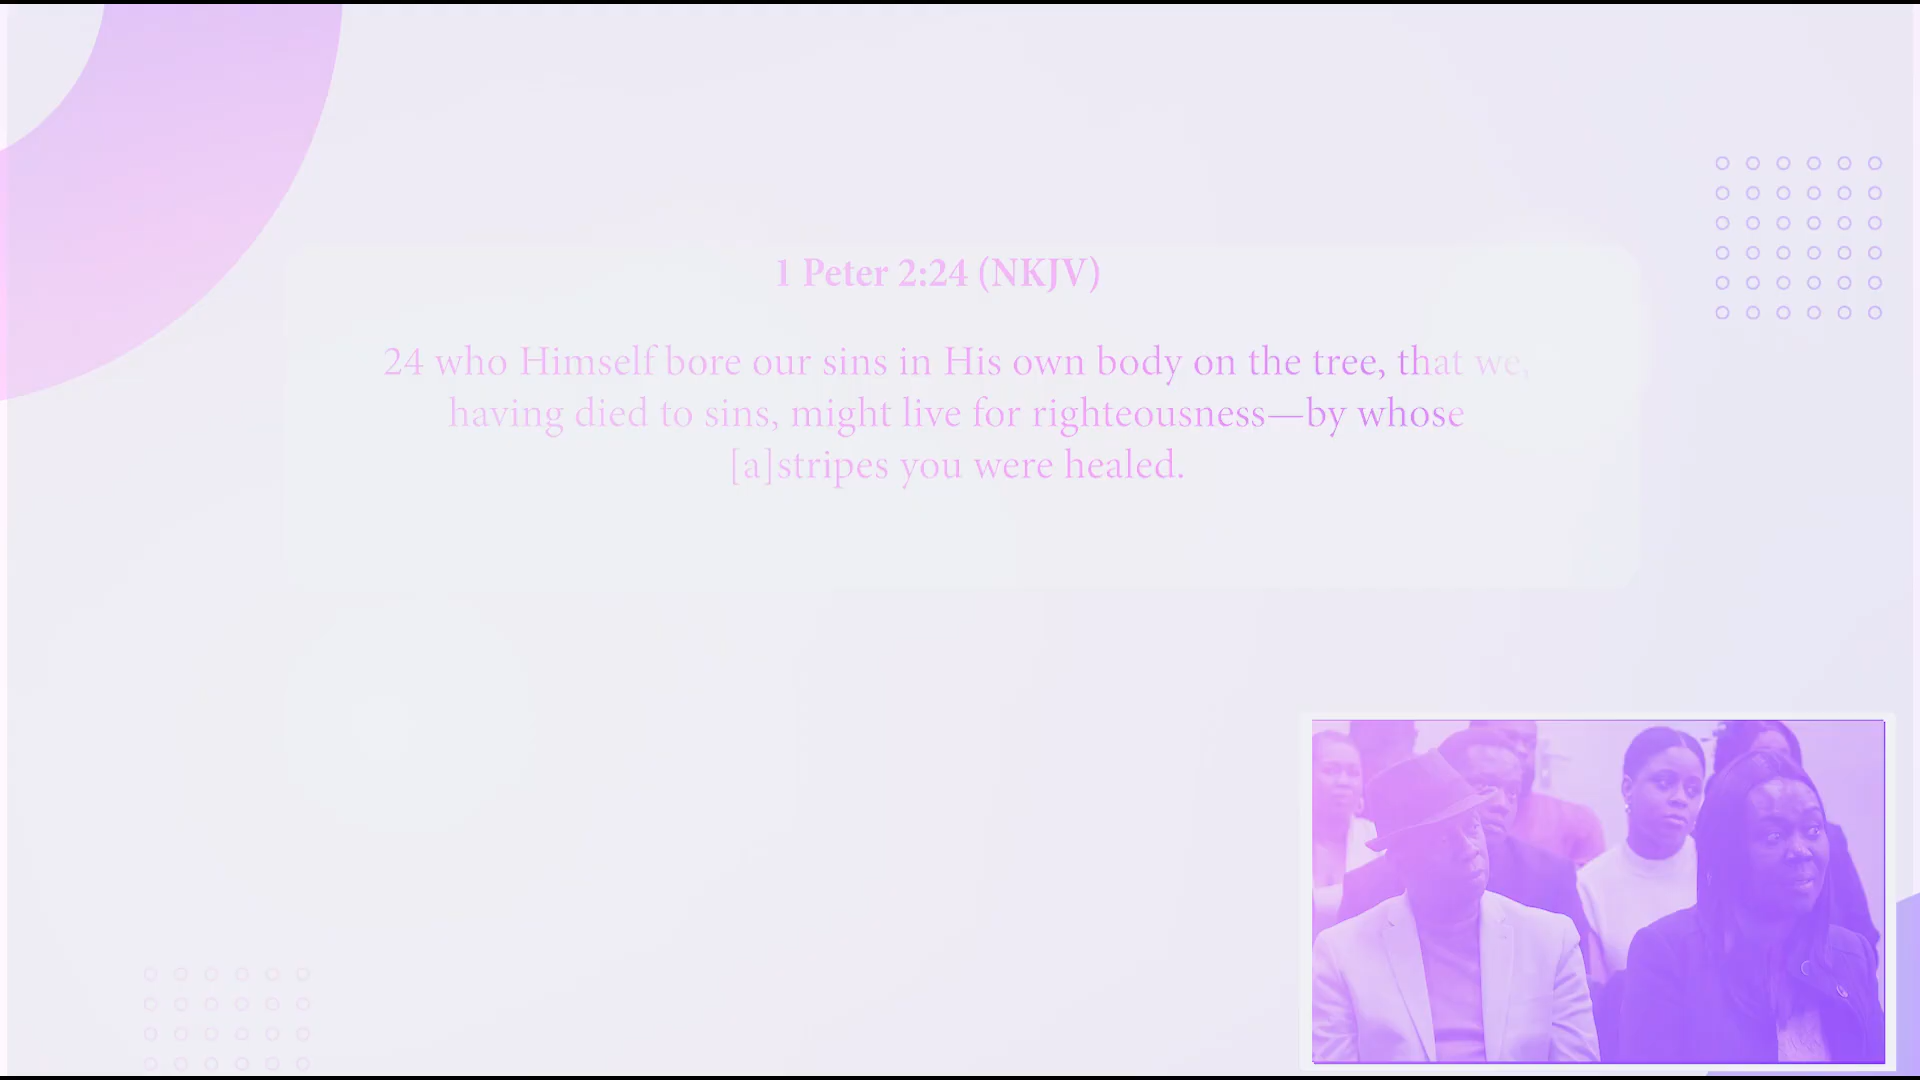 1 Peter 2:24 (NKJV)
24 who Himself bore our sins in His own body on the tree, that we,
having died to sins, might live for righteousness—by whose
[a]stripes you were healed.